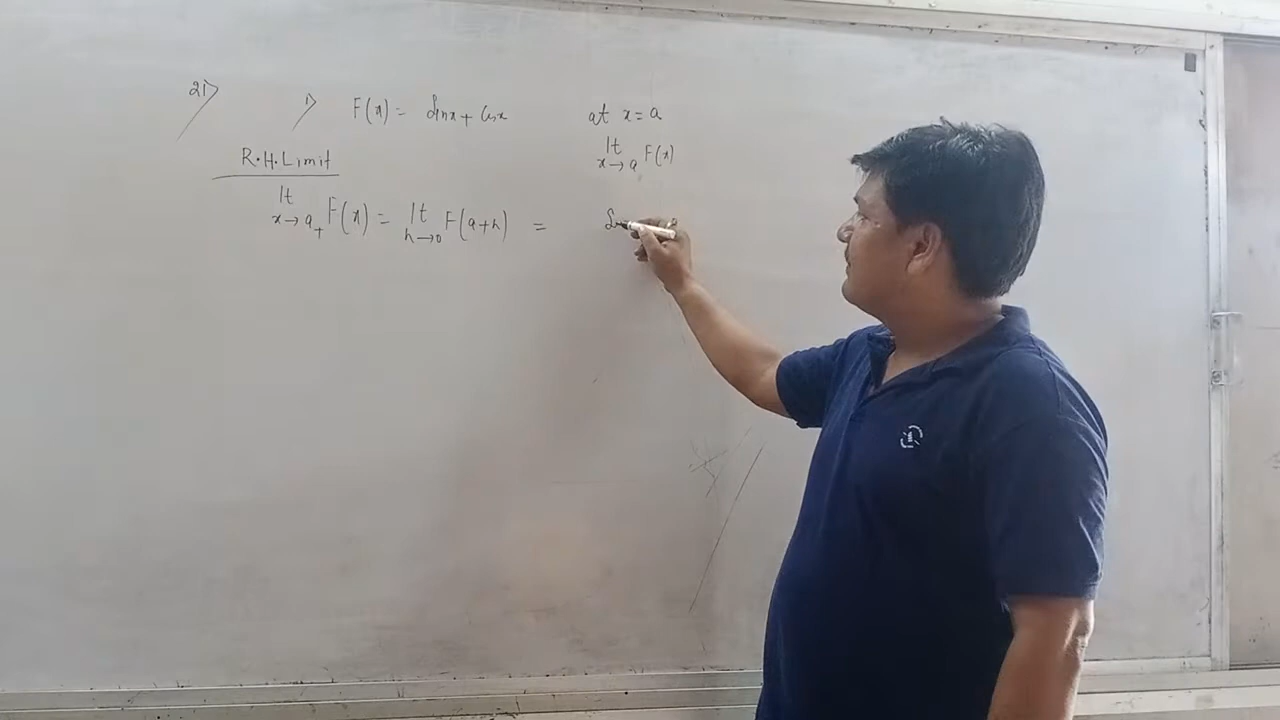 21> 1> F(x) = Sinx + Cosx at x = a
lt x→a F(x)
R.H.Limit
lt x→a+ F(x) = lt h→0 F(a+h) =